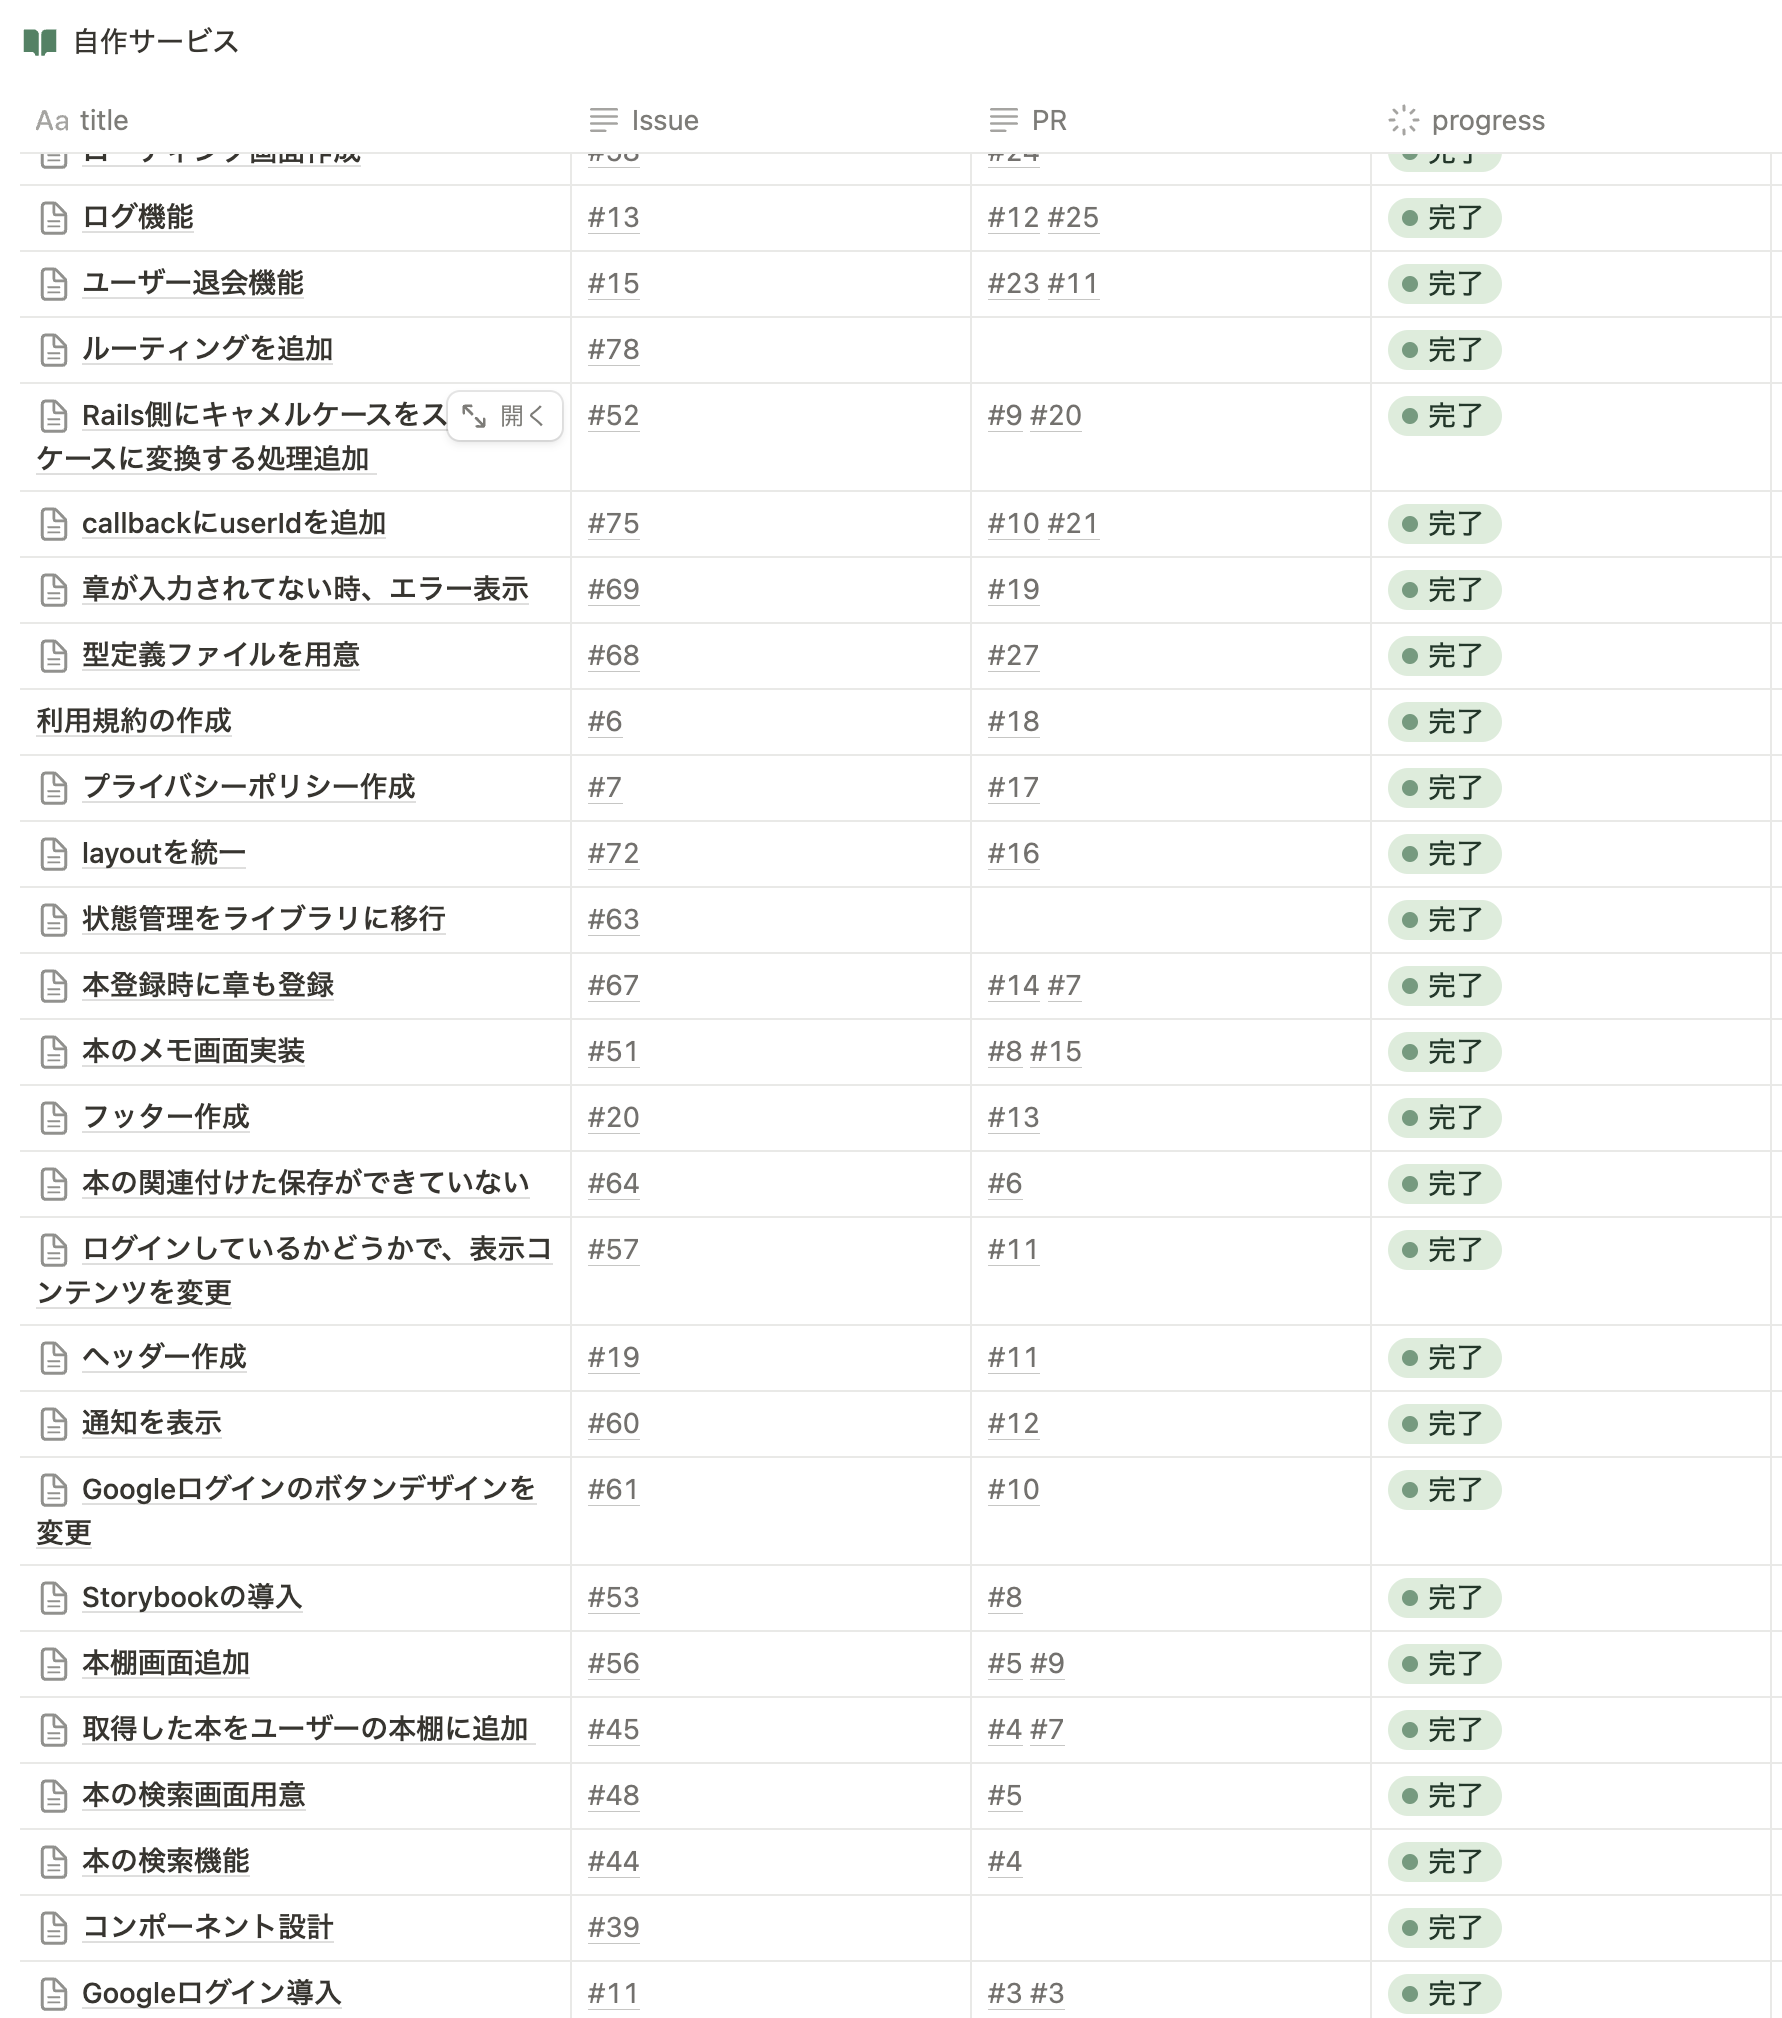 自作サービス
Aa title Issue PR progress
ログ機能 #13 #12 #25 完了
ユーザー退会機能 #15 #23 #11 完了
ルーティングを追加 #78 完了
Rails側にキャメルケースをス 開く #52 #9 #20 完了
ケースに変換する処理追加
callbackにuserIdを追加 #75 #10 #21 完了
章が入力されてない時、エラー表示 #69 #19 完了
型定義ファイルを用意 #68 #27 完了
利用規約の作成 #6 #18 完了
プライバシーポリシー作成 #7 #17 完了
layoutを統一 #72 #16 完了
状態管理をライブラリに移行 #63 完了
本登録時に章も登録 #67 #14 #7 完了
本のメモ画面実装 #51 #8 #15 完了
フッター作成 #20 #13 完了
本の関連付けた保存ができていない #64 #6 完了
ログインしているかどうかで、表示コ #57 #11 完了
ンテンツを変更
ヘッダー作成 #19 #11 完了
通知を表示 #60 #12 完了
Googleログインのボタンデザインを #61 #10 完了
変更
Storybookの導入 #53 #8 完了
本棚画面追加 #56 #5 #9 完了
取得した本をユーザーの本棚に追加 #45 #4 #7 完了
本の検索画面用意 #48 #5 完了
本の検索機能 #44 #4 完了
コンポーネント設計 #39 完了
Googleログイン導入 #11 #3 #3 完了